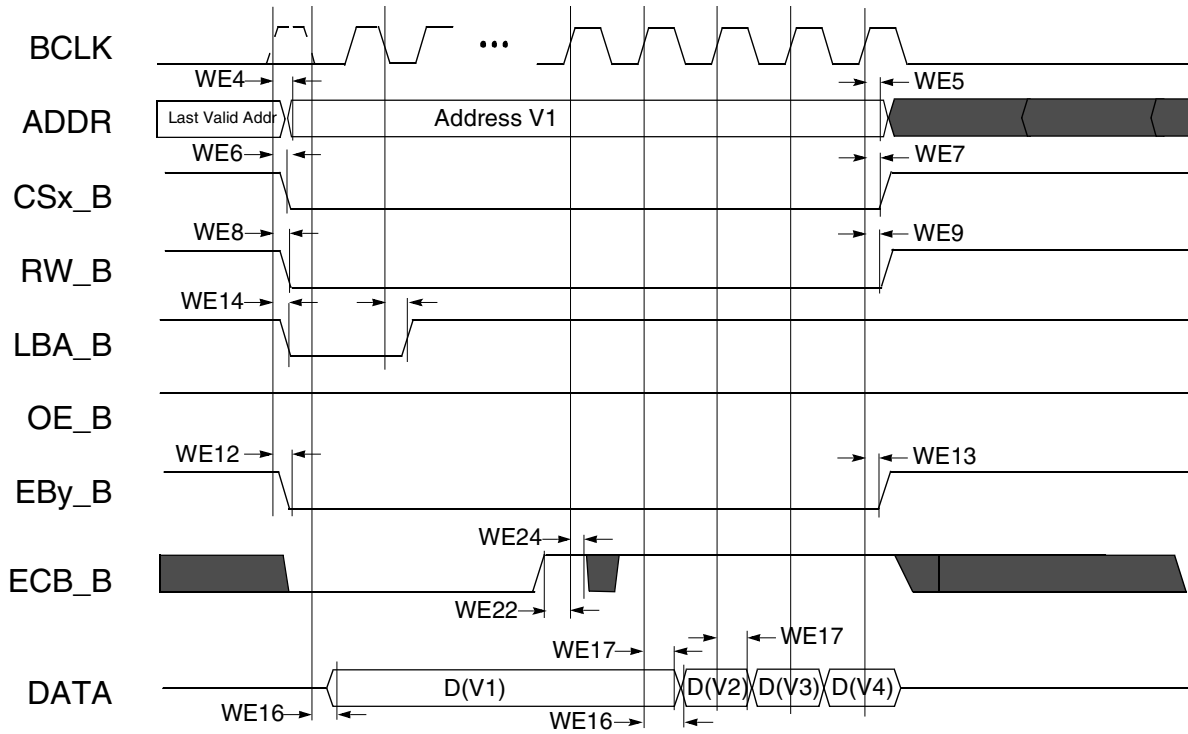 BCLK
...
WE4
WE5
ADDR
Last Valid Addr
Address V1
WE6
WE7
CSx_B
WE8
WE9
RW_B
WE14
LBA_B
OE_B
WE12
WE13
EBy_B
WE24
ECB_B
WE22
WE17
WE17
DATA
D(V1)
D(V2)
D(V3)
D(V4)
WE16
WE16